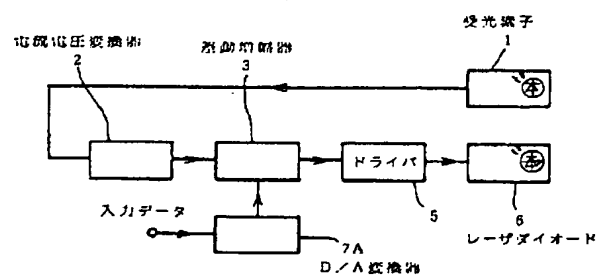 受光素子
1
電流電圧変換器
2
差動増幅器
3
ドライバ
5
6
レーザダイオード
入力データ
7A
D/A変換器